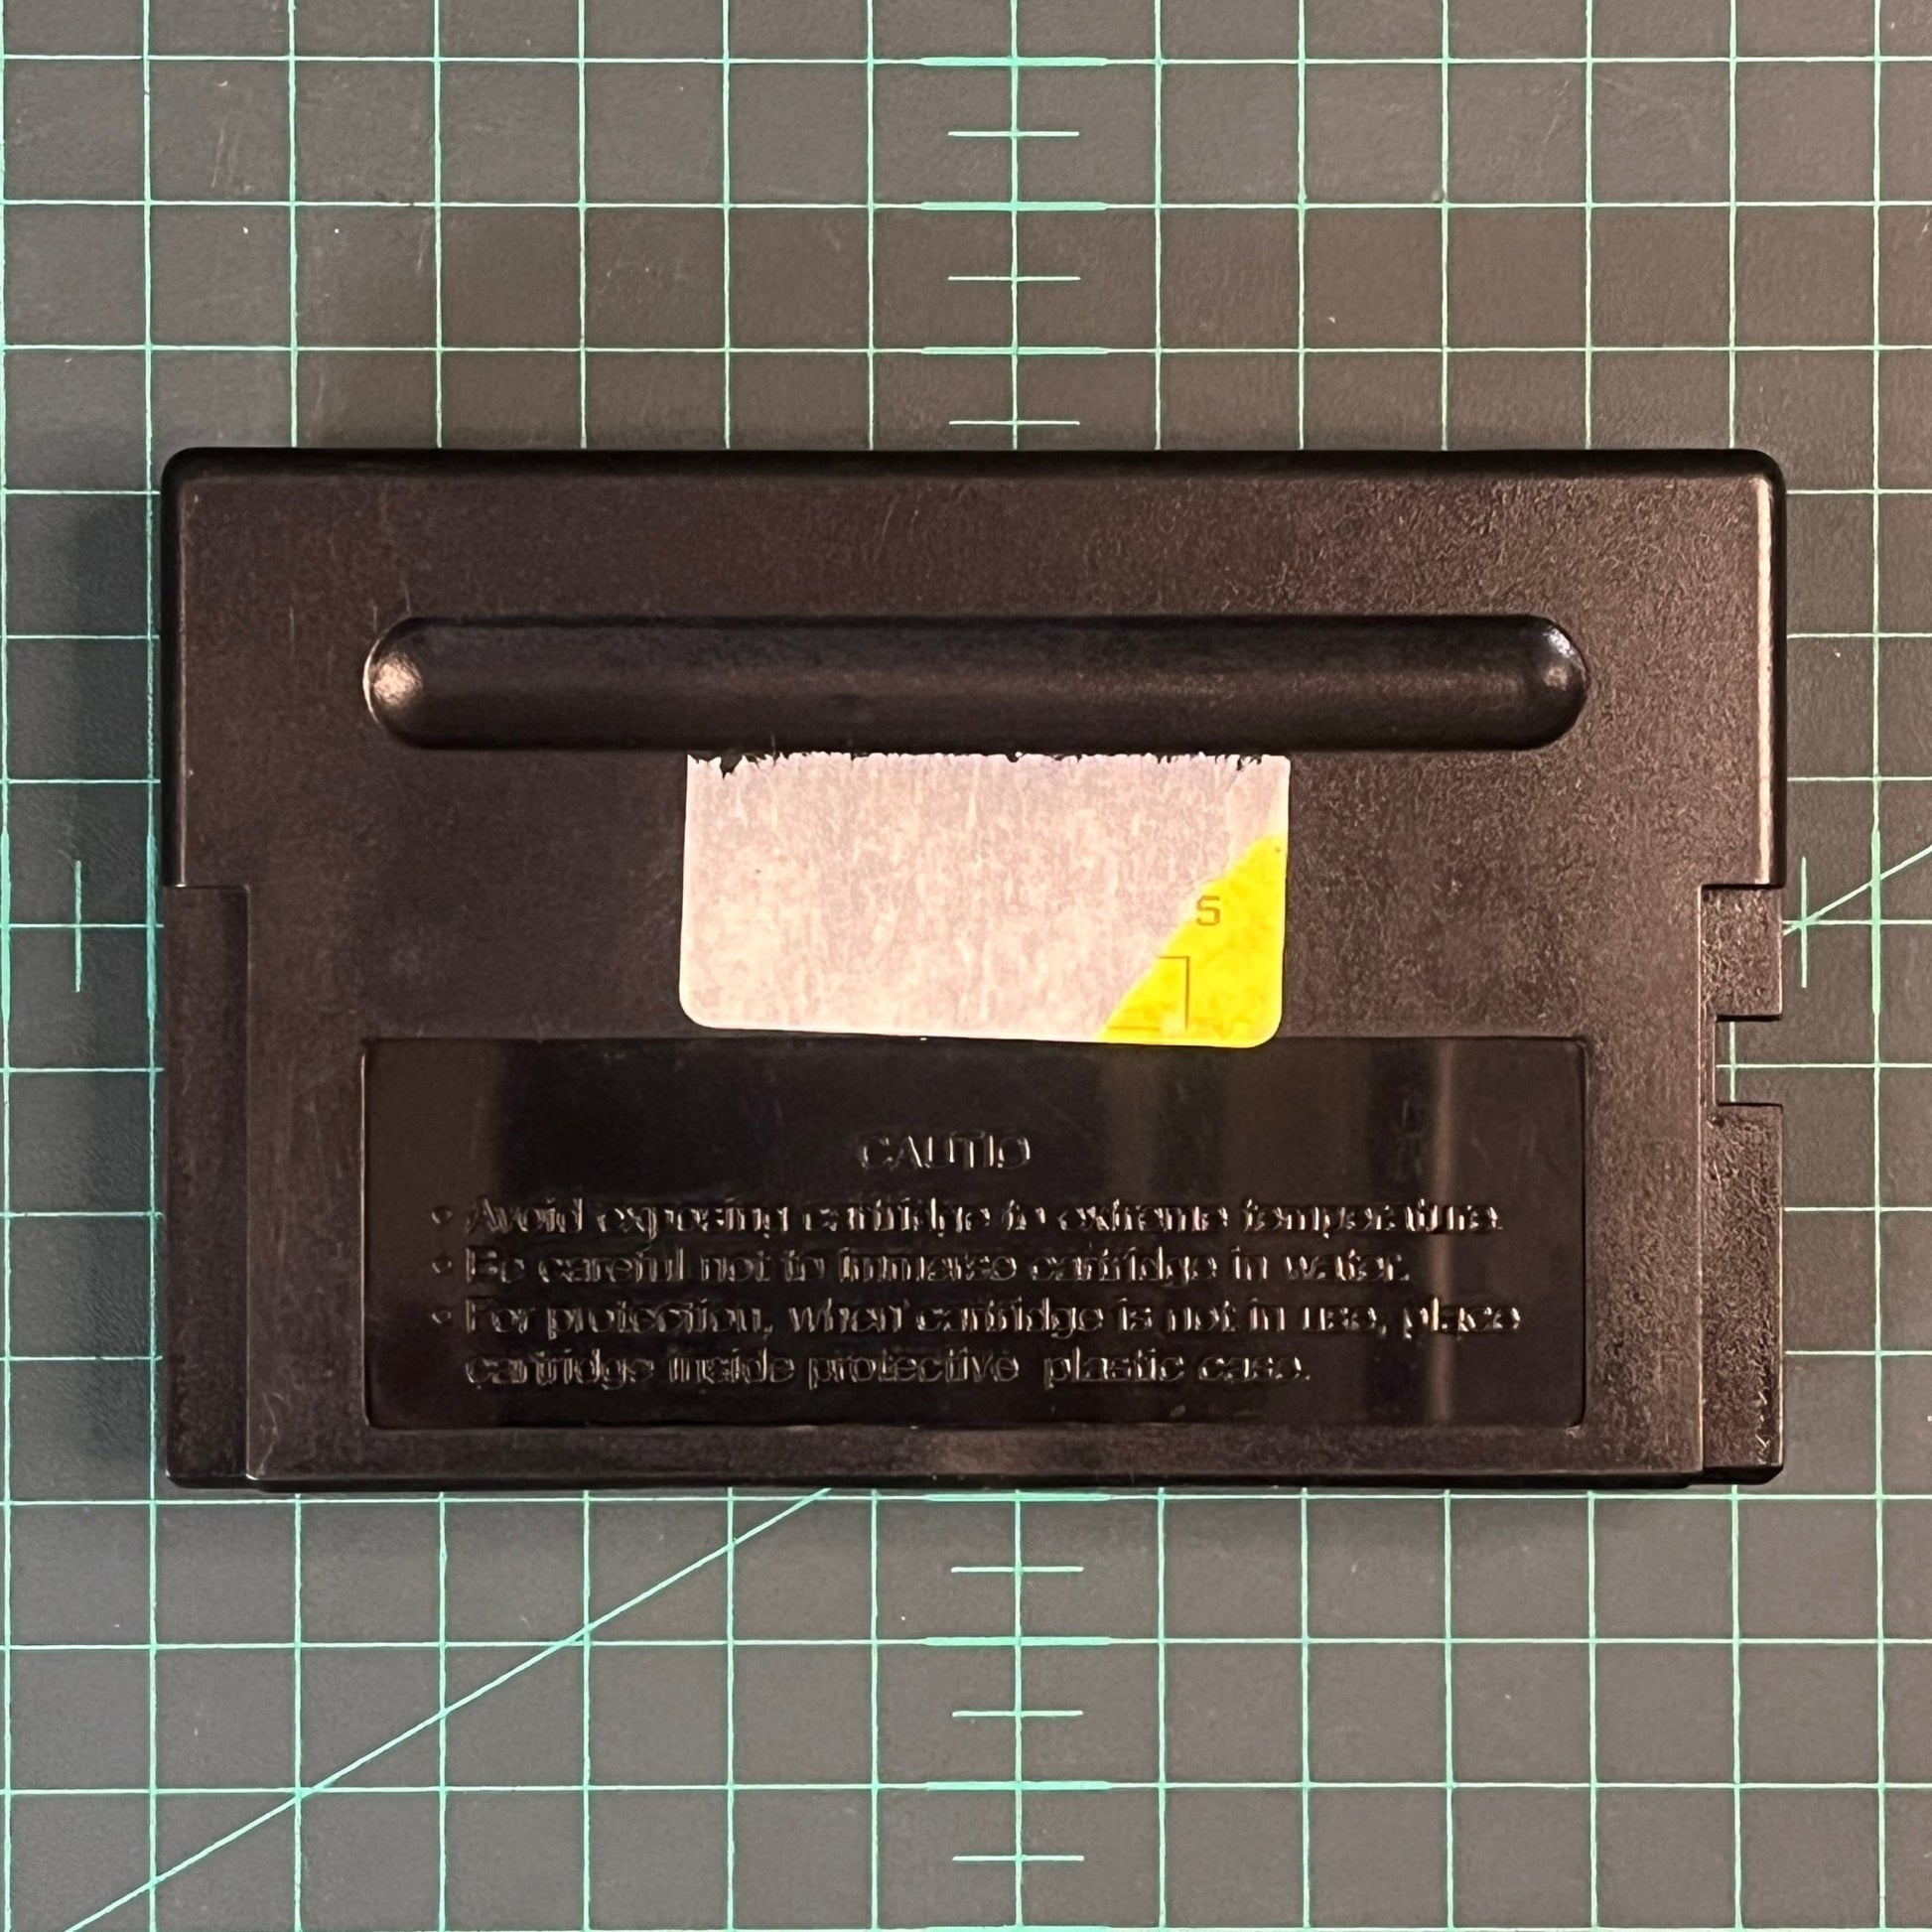 S
CAUTIO
• Avoid exposing cartridge to extreme temperature.
• Be careful not to immerse cartridge in water.
• For protection, when cartridge is not in use, place
cartridge inside protective plastic case.